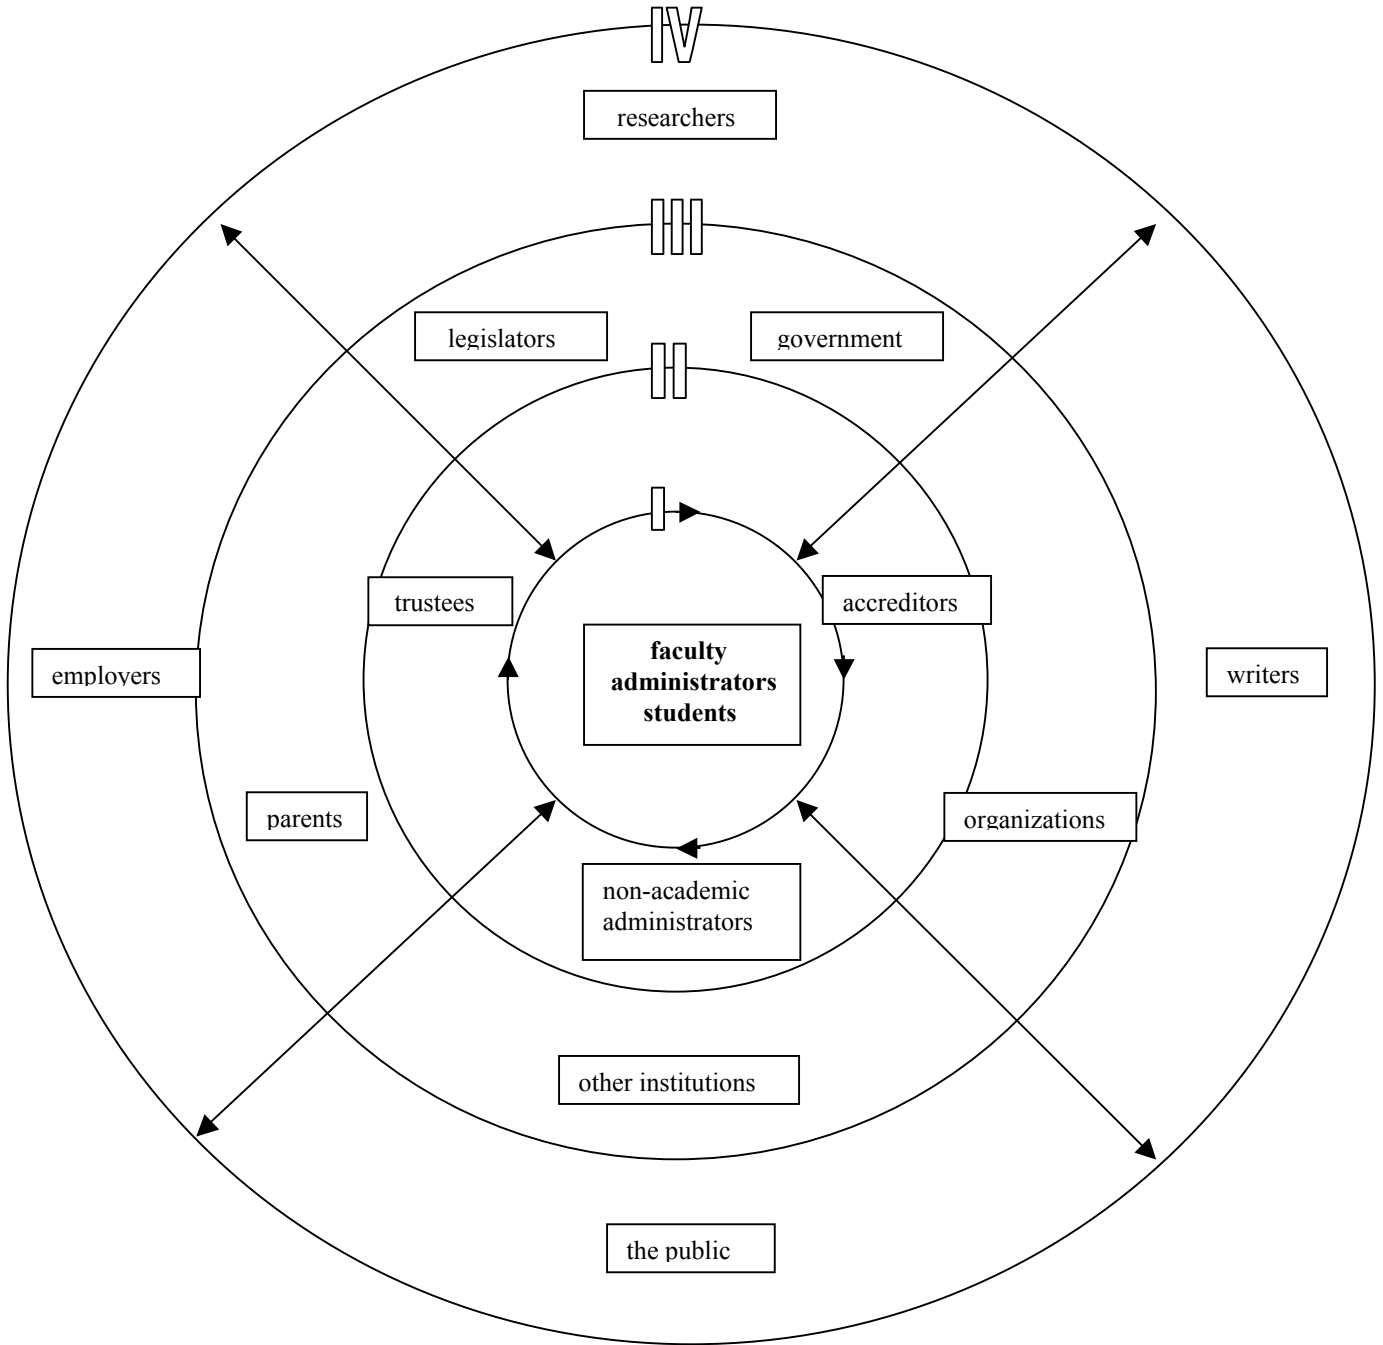 IV
researchers
III
legislators
government
II
I
trustees
accreditors
faculty
administrators
students
employers
writers
parents
organizations
non-academic
administrators
other institutions
the public